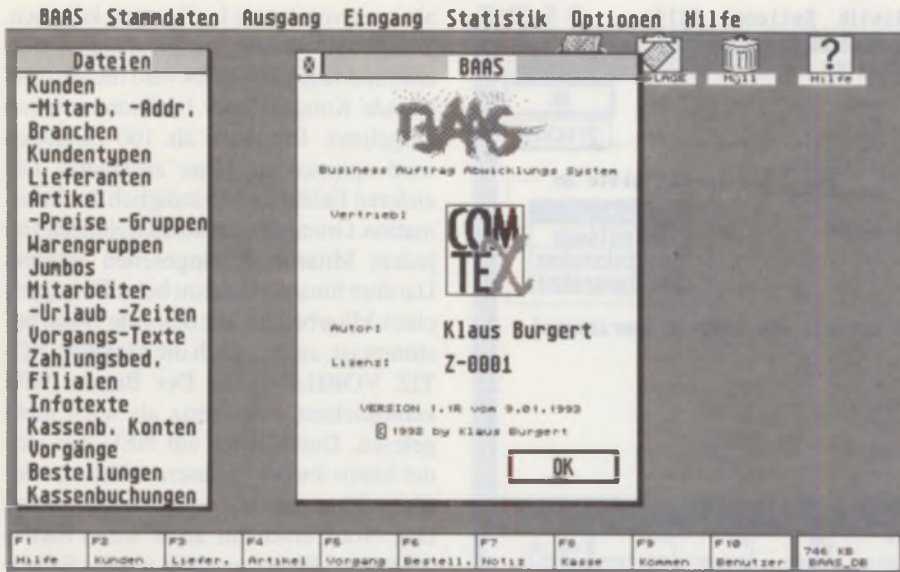 BAAS Stammdaten Ausgang Eingang Statistik Optionen Hilfe
Dateien
Kunden
-Mitarb. -Addr.
Branchen
Kundentypen
Lieferanten
Artikel
-Preise -Gruppen
Warengruppen
Jumbos
Mitarbeiter
-Urlaub -Zeiten
Vorgangs-Texte
Zahlungsbed.
Filialen
Infotexte
Kassenb. Konten
Vorgänge
Bestellungen
Kassenbuchungen
BAAS
BAAS
Business Auftrag Abwicklungs System
Vertrieb:
COM
TEX
Autor: Klaus Burgert
Lizenz: Z-0001
VERSION 1.1R vom 9.01.1993
© 1992 by Klaus Burgert
OK
Müll
Hilfe
F1 Hilfe
F2 Kunden
F3 Liefer.
F4 Artikel
F5 Vorgang
F6 Bestell.
F7 Notiz
F8 Kasse
F9 Kommen
F10 Benutzer
746 KB
BAAS_DB